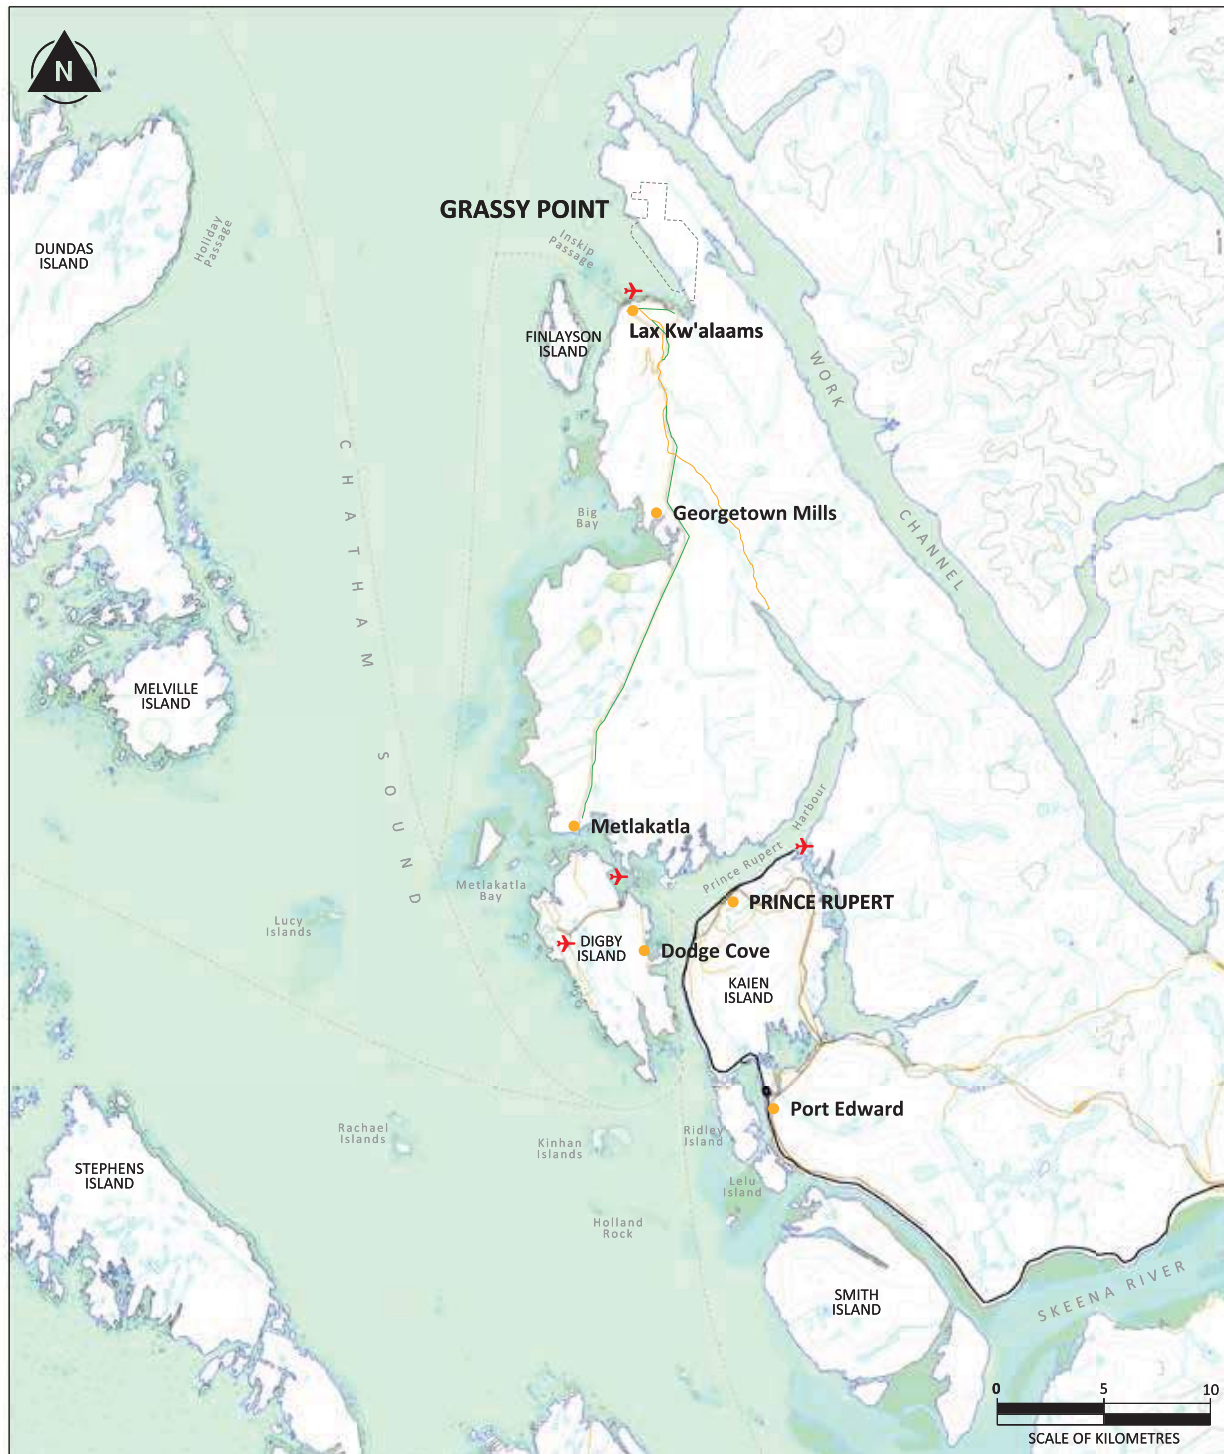 N
GRASSY POINT
Holiday
Passage
Inskip
Passage
DUNDAS
ISLAND
FINLAYSON
ISLAND
Lax Kw'alaams
WORK
CHANNEL
CHATHAM
SOUND
Big
Bay
Georgetown Mills
MELVILLE
ISLAND
Metlakatla
Prince Rupert
Harbour
Metlakatla
Bay
PRINCE RUPERT
Lucy
Islands
DIGBY
ISLAND
Dodge Cove
KAIEN
ISLAND
Port Edward
Rachael
Islands
Kinhan
Islands
Ridley
Island
STEPHENS
ISLAND
Lelu
Island
Holland
Rock
SMITH
ISLAND
SKEENA RIVER
0 5 10
SCALE OF KILOMETRES